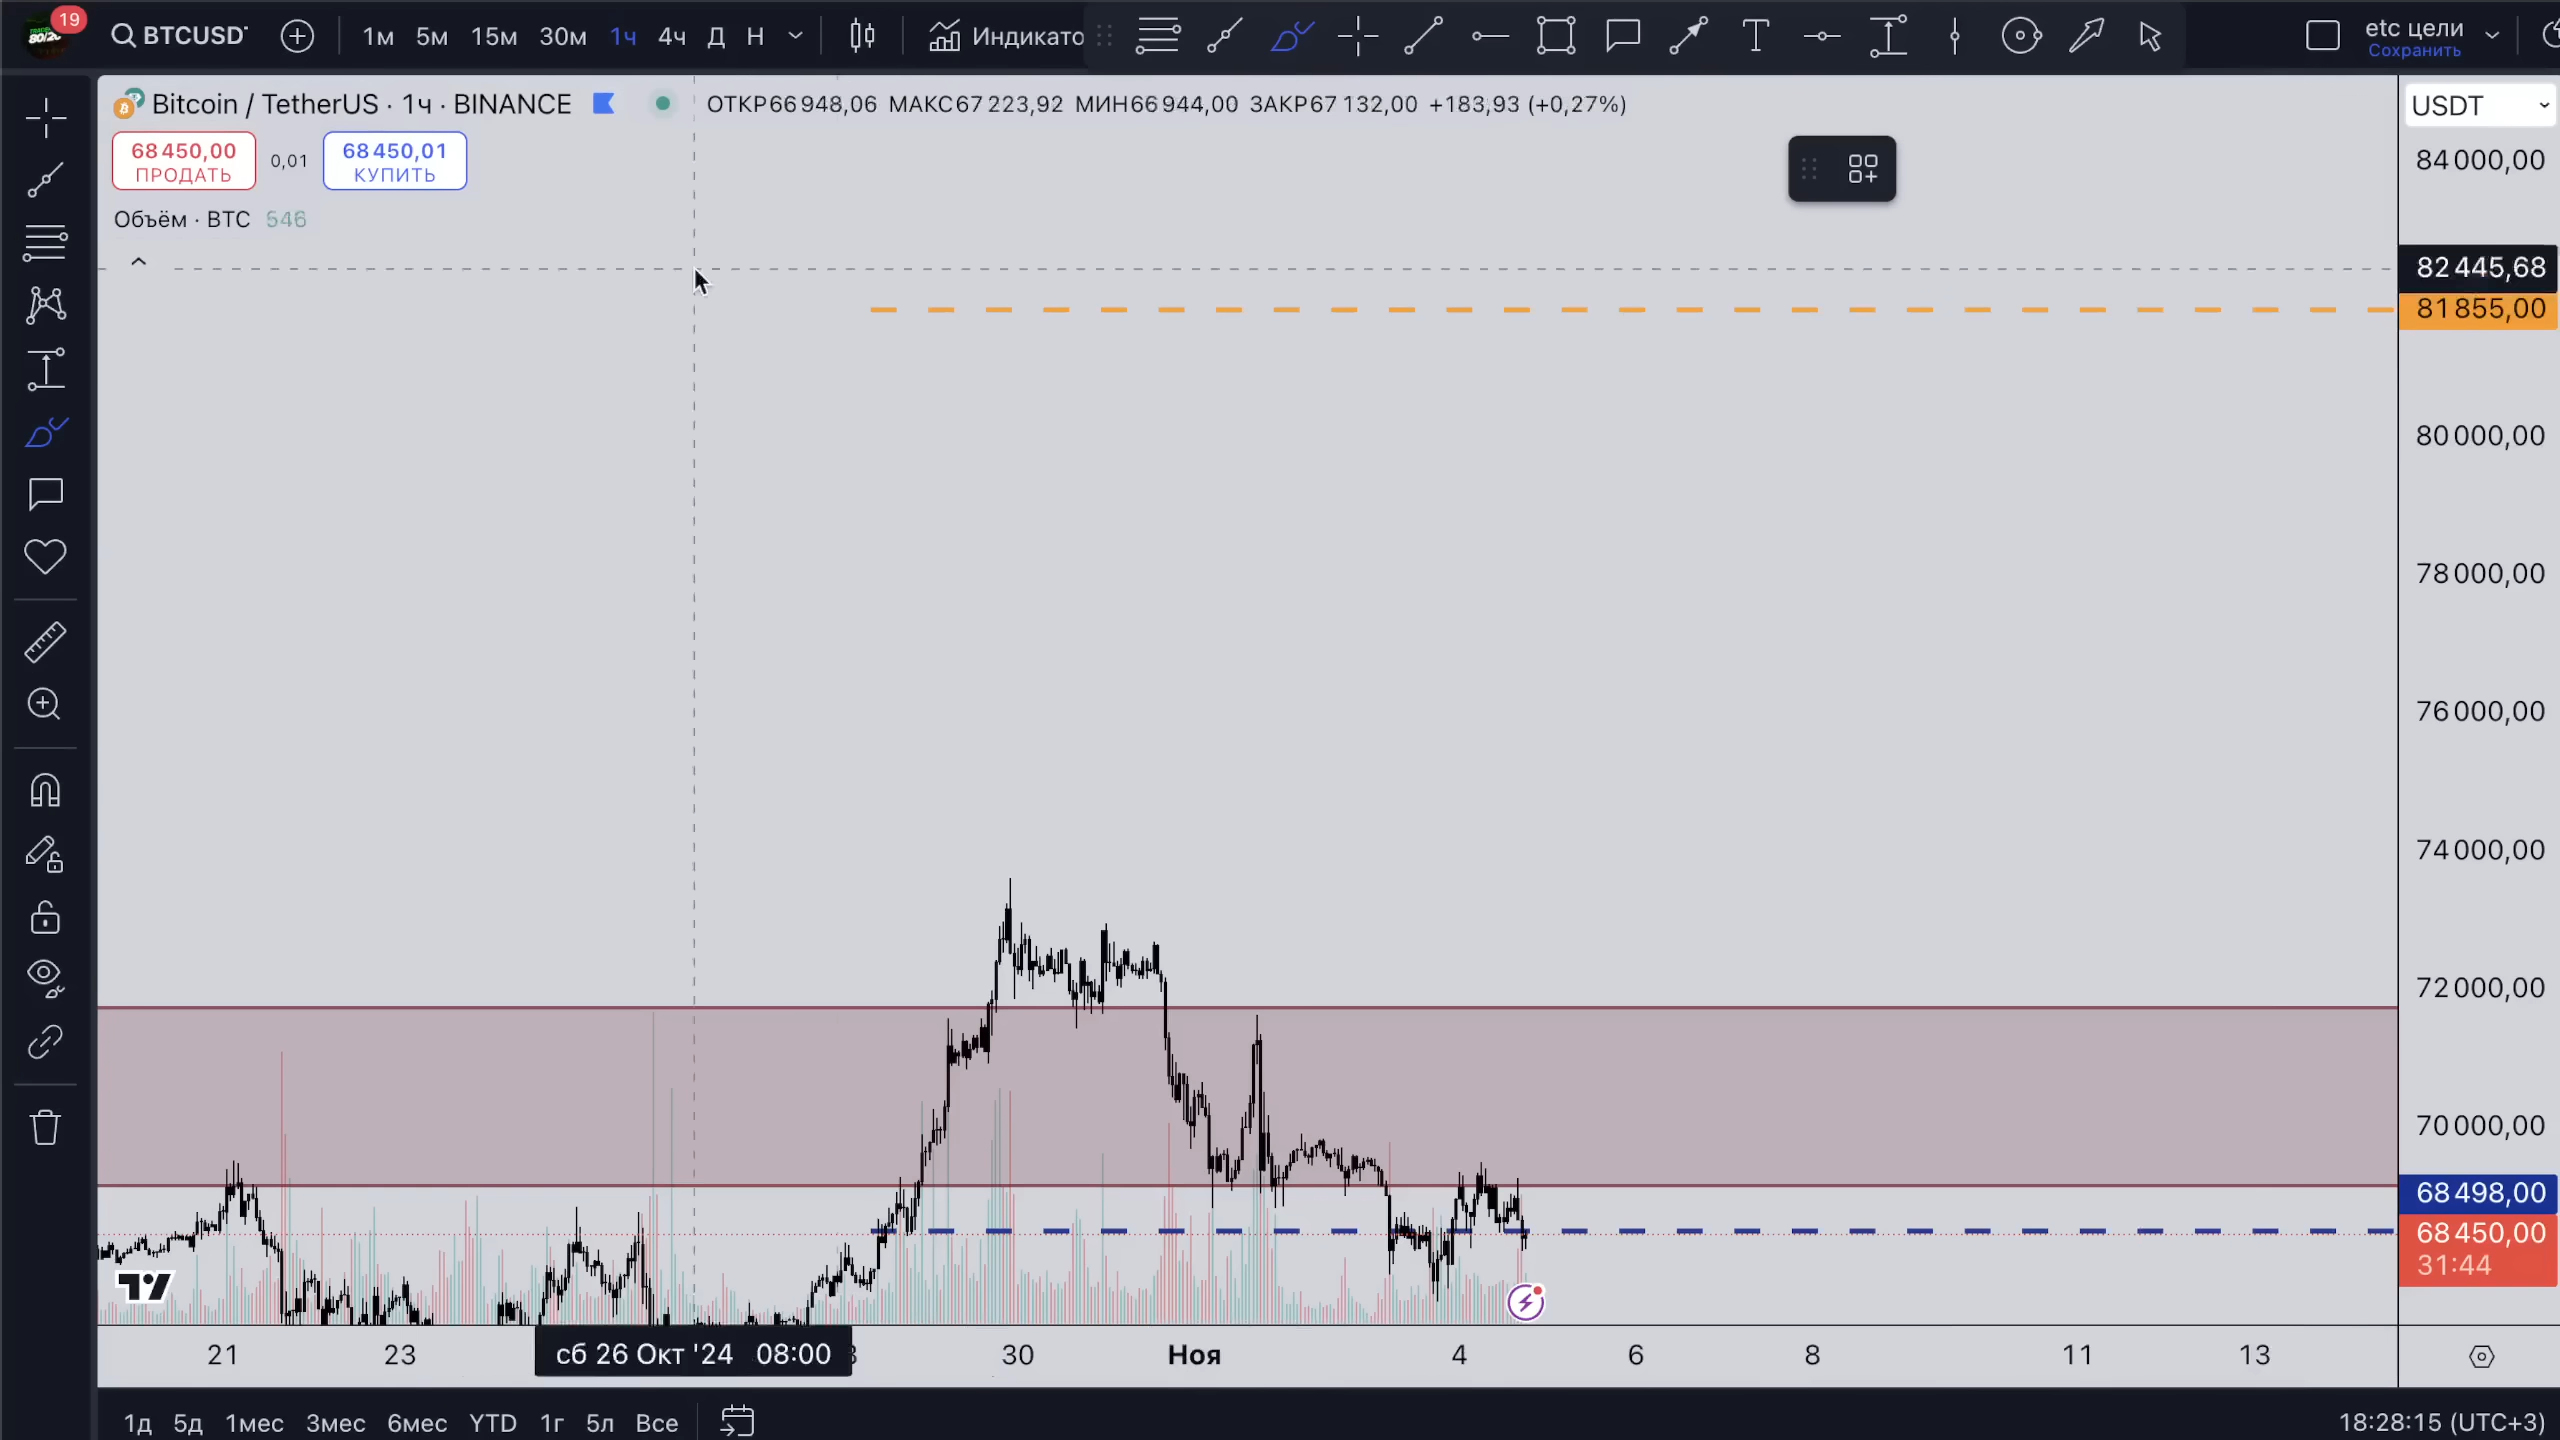 19
BTCUSD
1м 5м 15м 30м 1ч 4ч Д Н
Индикато
etc цели
Сохранить
Bitcoin / TetherUS · 1ч · BINANCE
ОТКР66 948,06 МАКС67 223,92 МИН66 944,00 ЗАКР67 132,00 +183,93 (+0,27%)
USDT
68 450,00
ПРОДАТЬ
0,01
68 450,01
КУПИТЬ
Объём · BTC 546
84 000,00
82 445,68
81 855,00
80 000,00
78 000,00
76 000,00
74 000,00
72 000,00
70 000,00
68 498,00
68 450,00
31:44
21 23 сб 26 Окт '24 08:00 30 Ноя 4 6 8 11 13
1д 5д 1мес 3мес 6мес YTD 1г 5л Все
18:28:15 (UTC+3)